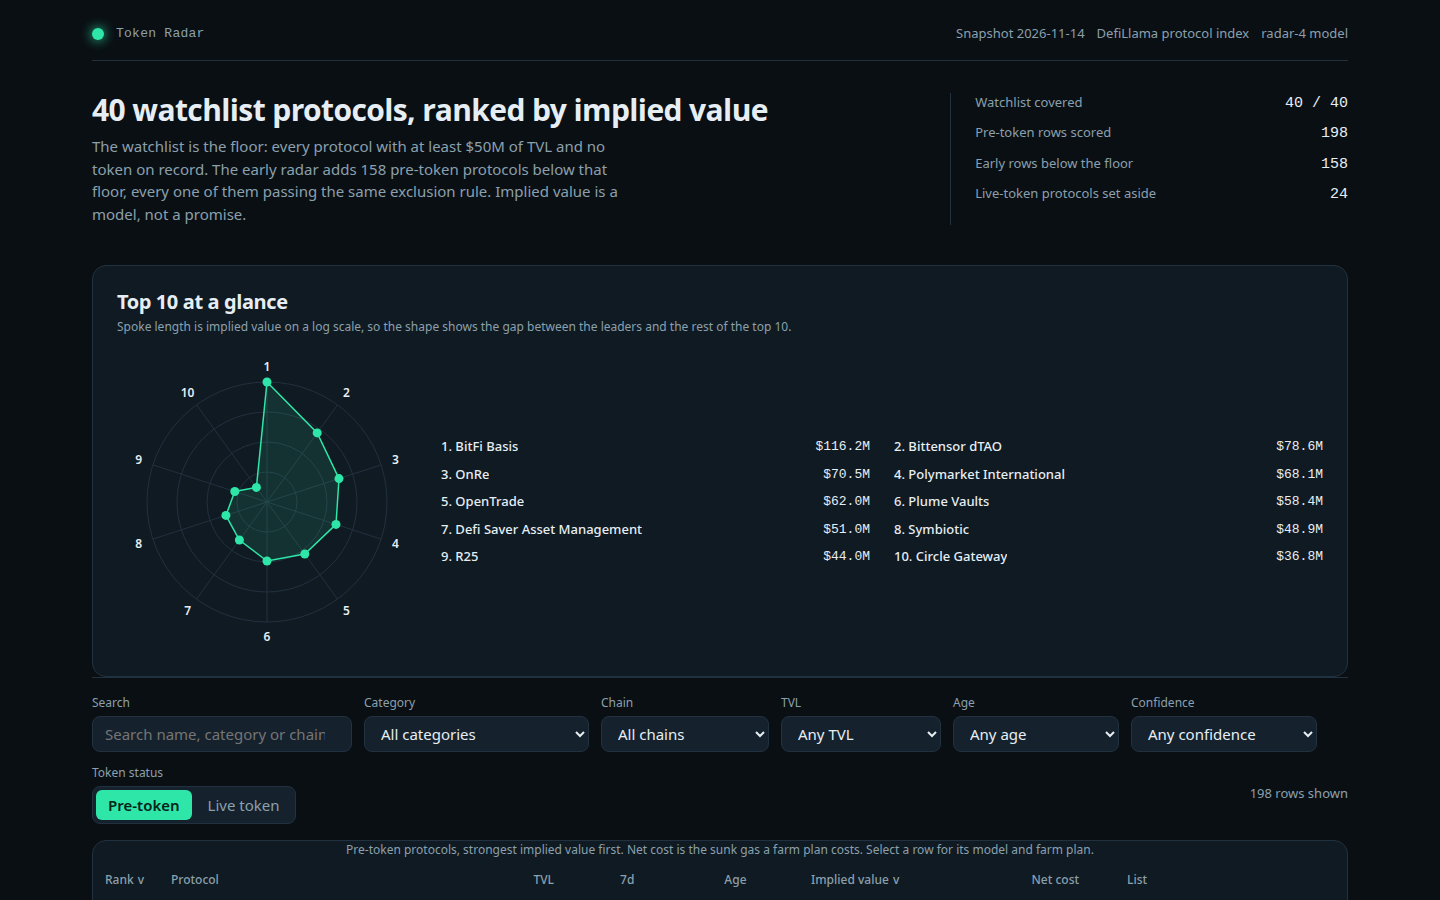 Token Radar
Snapshot 2026-11-14 DefiLlama protocol index radar-4 model
40 watchlist protocols, ranked by implied value
The watchlist is the floor: every protocol with at least $50M of TVL and no
token on record. The early radar adds 158 pre-token protocols below that
floor, every one of them passing the same exclusion rule. Implied value is a
model, not a promise.
Watchlist covered 40 / 40
Pre-token rows scored 198
Early rows below the floor 158
Live-token protocols set aside 24
Top 10 at a glance
Spoke length is implied value on a log scale, so the shape shows the gap between the leaders and the rest of the top 10.
1
2
3
4
5
6
7
8
9
10
1. BitFi Basis $116.2M
2. Bittensor dTAO $78.6M
3. OnRe $70.5M
4. Polymarket International $68.1M
5. OpenTrade $62.0M
6. Plume Vaults $58.4M
7. Defi Saver Asset Management $51.0M
8. Symbiotic $48.9M
9. R25 $44.0M
10. Circle Gateway $36.8M
Search Category Chain TVL Age Confidence
Search name, category or chain All categories All chains Any TVL Any age Any confidence
Token status
Pre-token Live token
198 rows shown
Pre-token protocols, strongest implied value first. Net cost is the sunk gas a farm plan costs. Select a row for its model and farm plan.
Rank v Protocol TVL 7d Age Implied value v Net cost List